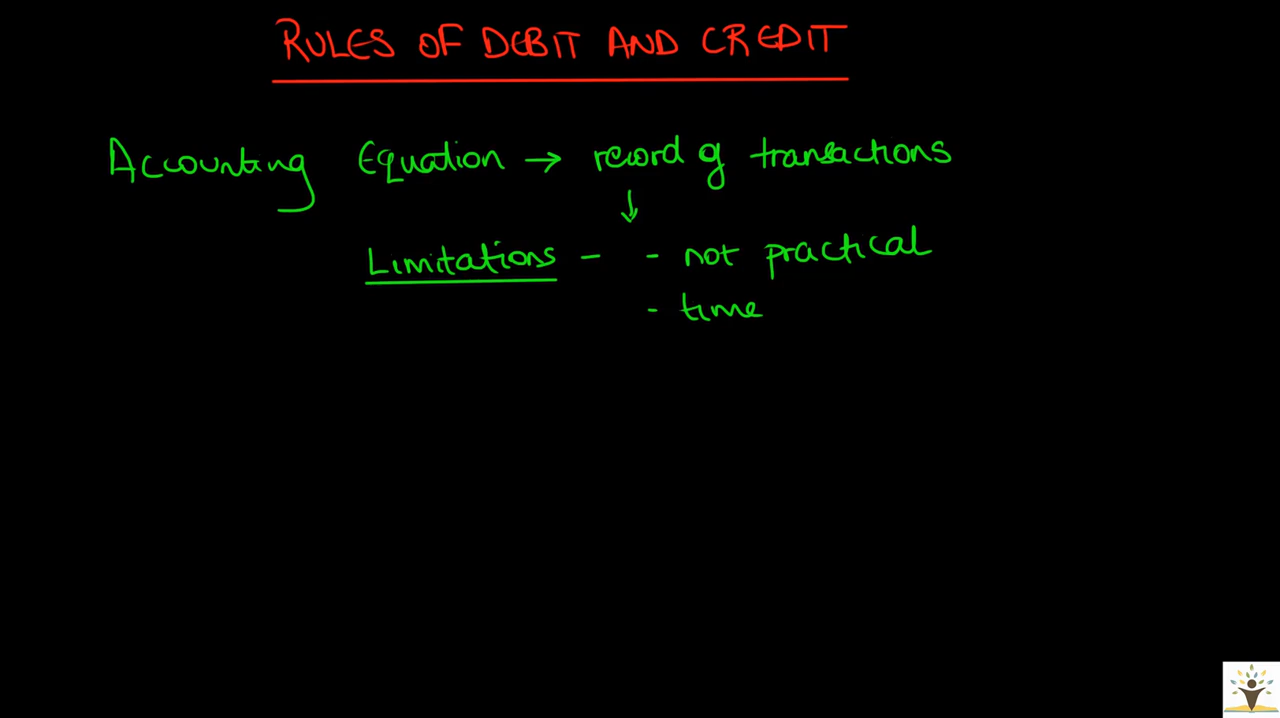 RULES OF DEBIT AND CREDIT
Accounting Equation → record of transactions
↓
Limitations - - not practical
- time